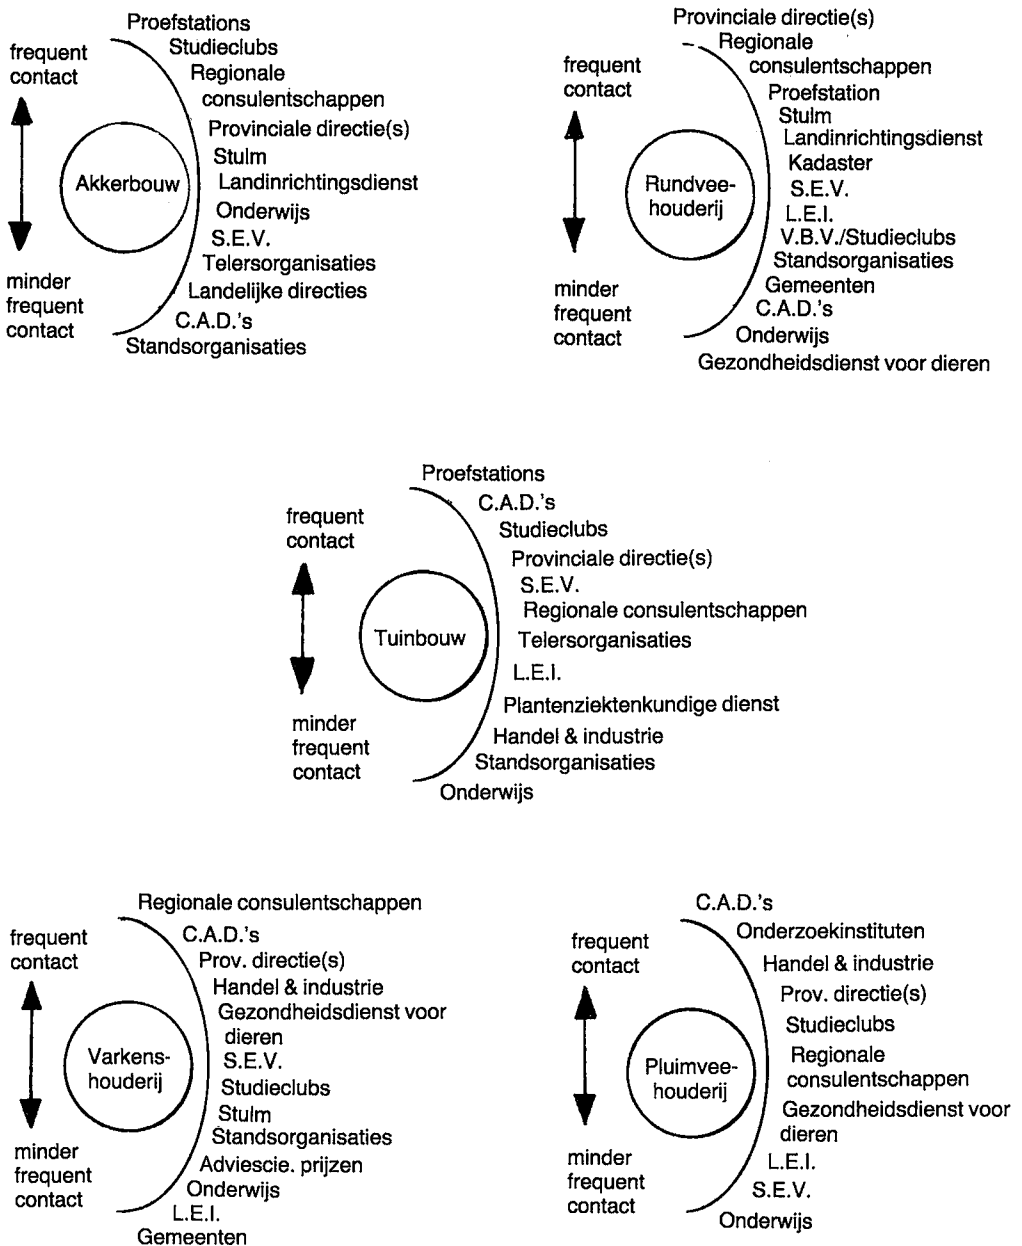 Proefstations
Studieclubs
Regionale
consulentschappen
Provinciale directie(s)
Stulm
Landinrichtingsdienst
Onderwijs
S.E.V.
Telersorganisaties
Landelijke directies
C.A.D.'s
Standsorganisaties
frequent
contact
Akkerbouw
minder
frequent
contact
Provinciale directie(s)
Regionale
consulentschappen
Proefstation
Stulm
Landinrichtingsdienst
Kadaster
S.E.V.
L.E.I.
V.B.V./Studieclubs
Standsorganisaties
Gemeenten
C.A.D.'s
Onderwijs
Gezondheidsdienst voor dieren
frequent
contact
Rundvee-
houderij
minder
frequent
contact
Proefstations
C.A.D.'s
Studieclubs
Provinciale directie(s)
S.E.V.
Regionale consulentschappen
Telersorganisaties
L.E.I.
Plantenziektenkundige dienst
Handel & industrie
Standsorganisaties
Onderwijs
frequent
contact
Tuinbouw
minder
frequent
contact
Regionale consulentschappen
C.A.D.'s
Prov. directie(s)
Handel & industrie
Gezondheidsdienst voor
dieren
S.E.V.
Studieclubs
Stulm
Standsorganisaties
Adviescie. prijzen
Onderwijs
L.E.I.
Gemeenten
frequent
contact
Varkens-
houderij
minder
frequent
contact
C.A.D.'s
Onderzoekinstituten
Handel & industrie
Prov. directie(s)
Studieclubs
Regionale
consulentschappen
Gezondheidsdienst voor
dieren
L.E.I.
S.E.V.
Onderwijs
frequent
contact
Pluimvee-
houderij
minder
frequent
contact